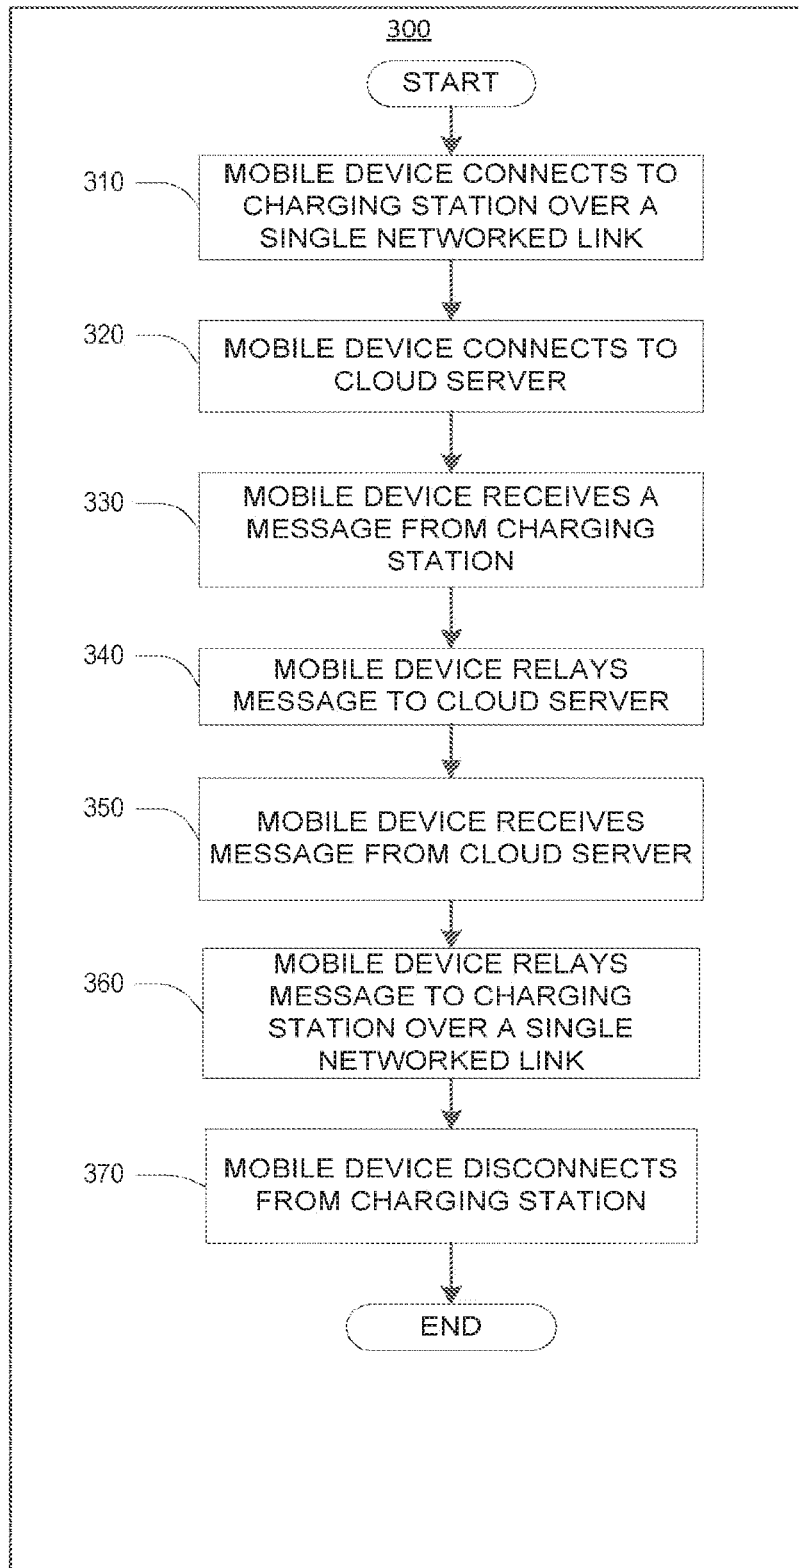 300
START
310
MOBILE DEVICE CONNECTS TO
CHARGING STATION OVER A
SINGLE NETWORKED LINK
320
MOBILE DEVICE CONNECTS TO
CLOUD SERVER
330
MOBILE DEVICE RECEIVES A
MESSAGE FROM CHARGING
STATION
340
MOBILE DEVICE RELAYS
MESSAGE TO CLOUD SERVER
350
MOBILE DEVICE RECEIVES
MESSAGE FROM CLOUD SERVER
360
MOBILE DEVICE RELAYS
MESSAGE TO CHARGING
STATION OVER A SINGLE
NETWORKED LINK
370
MOBILE DEVICE DISCONNECTS
FROM CHARGING STATION
END